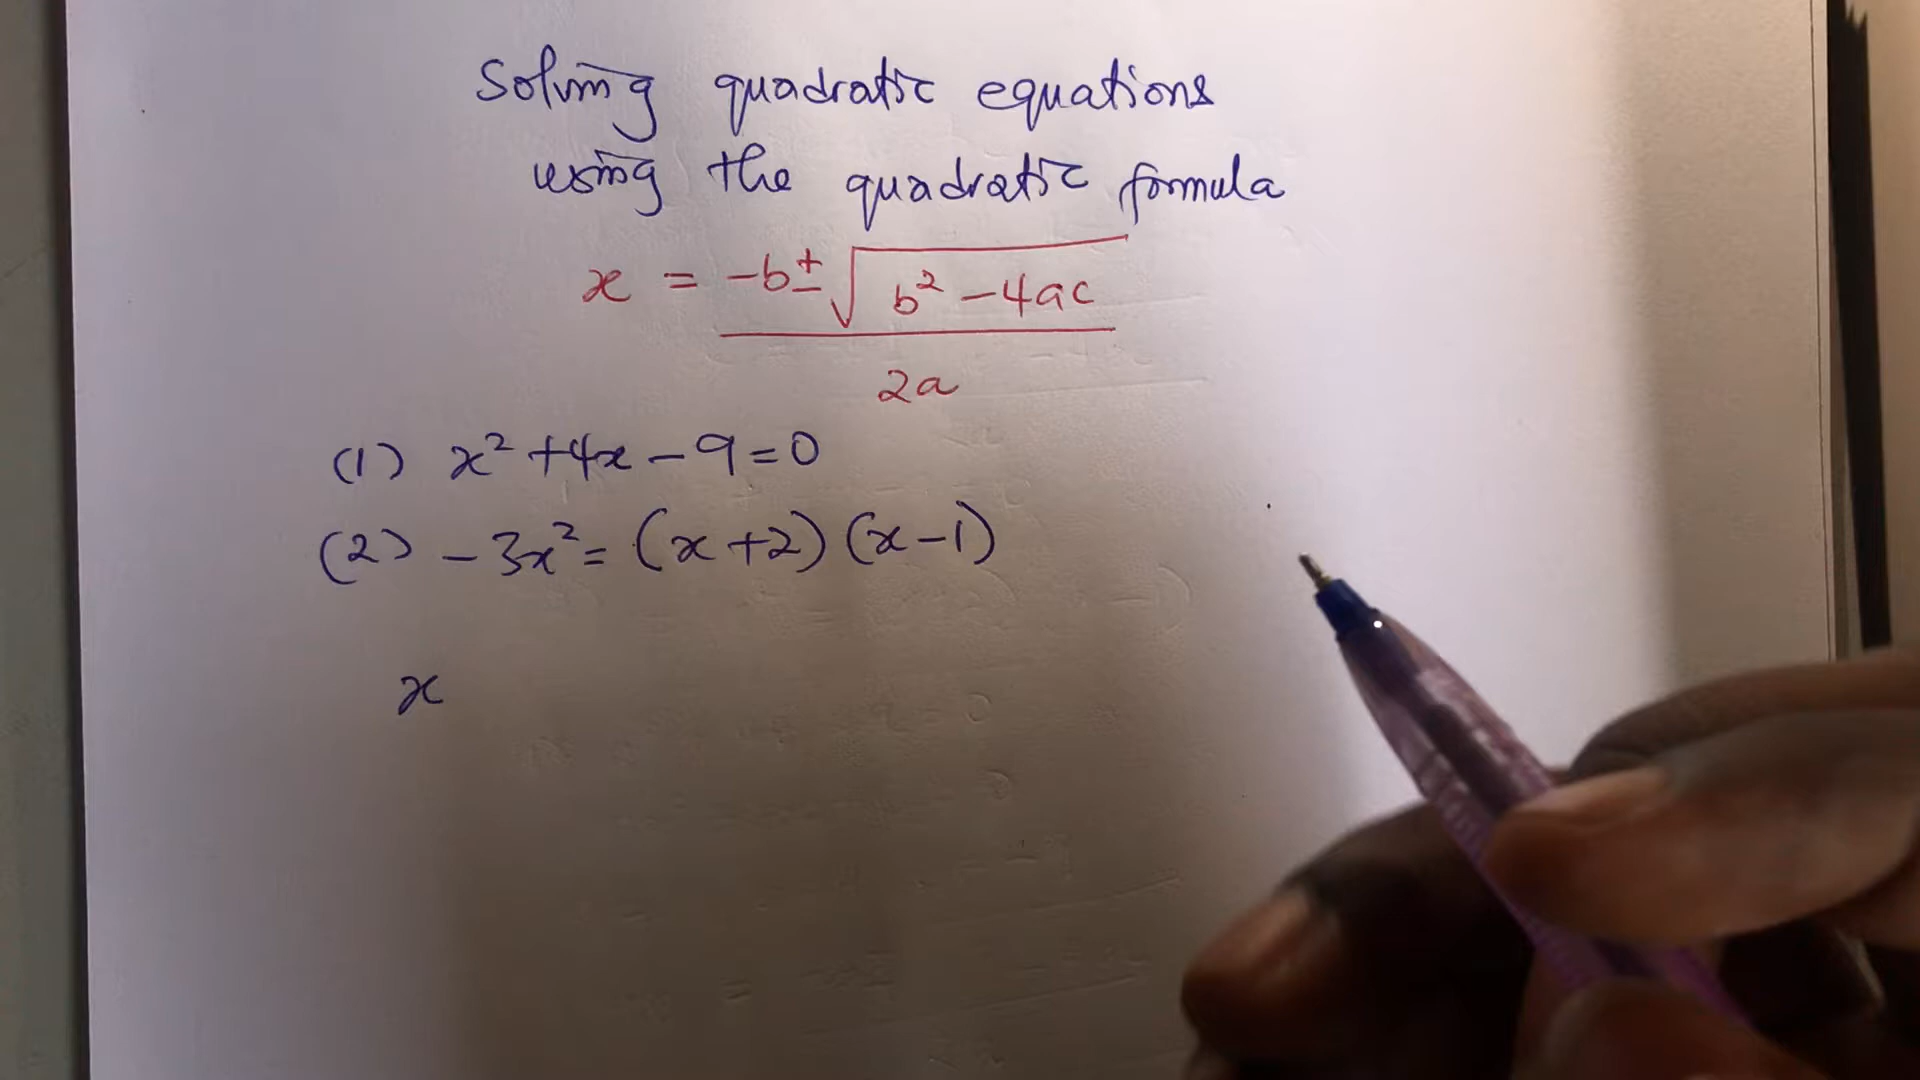 Solving quadratic equations
using the quadratic formula
x = -b ± √(b² - 4ac) / 2a
(1) x² + 4x - 9 = 0
(2) - 3x² = (x + 2) (x - 1)
x